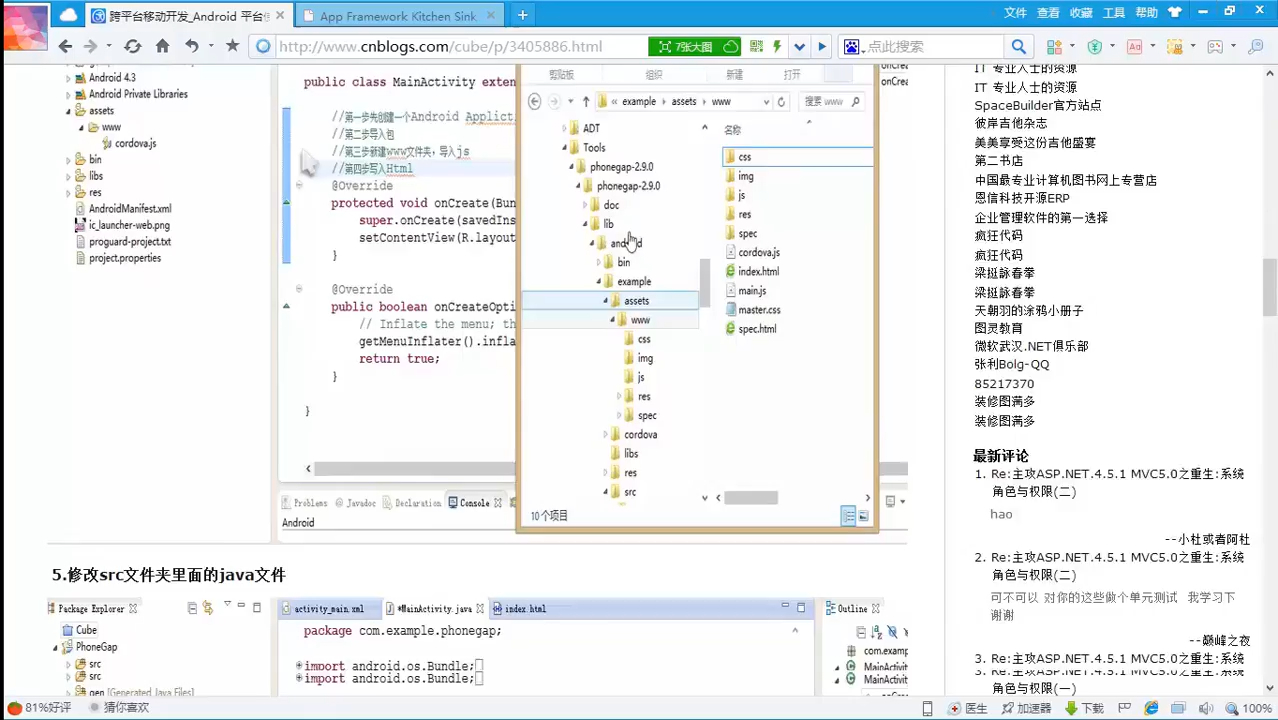 跨平台移动开发_Android 平台
App Framework Kitchen Sink
文件 查看 收藏 工具 帮助
http://www.cnblogs.com/cube/p/3405886.html
7张大图
点此搜索
Android 4.3
Android Private Libraries
assets
www
cordova.js
bin
libs
res
AndroidManifest.xml
ic_launcher-web.png
proguard-project.txt
project.properties
public class MainActivity exten
//第一步先创建一个Android Applict
//第二步导入包
//第三步新建www文件夹，导入js
//第四步写入Html
@Override
protected void onCreate(Bun
super.onCreate(savedIns
setContentView(R.layout
}
@Override
public boolean onCreateOptio
// Inflate the menu; th
getMenuInflater().infla
return true;
}
}
Problems
Javadoc
Declaration
Console
Android
剪贴板
组织
新建
打开
onCreate
« example › assets › www
搜索 www
ADT
Tools
phonegap-2.9.0
phonegap-2.9.0
doc
lib
android
bin
example
assets
www
css
img
js
res
spec
cordova
libs
res
src
名称
css
img
js
res
spec
cordova.js
index.html
main.js
master.css
spec.html
10个项目
5.修改src文件夹里面的java文件
Package Explorer
Cube
PhoneGap
src
src
gen [Generated Java Files]
activity_main.xml
*MainActivity.java
index.html
package com.example.phonegap;
import android.os.Bundle;
import android.os.Bundle;
Outline
com.examp
MainActivi
MainActivi
IT 专业人士的资源
IT 专业人士的资源
SpaceBuilder官方站点
彼岸吉他杂志
美美享受这份吉他盛宴
第二书店
中国最专业计算机图书网上专营店
恩信科技开源ERP
企业管理软件的第一选择
疯狂代码
疯狂代码
梁挺詠春拳
梁挺詠春拳
天朝羽的涂鸦小册子
图灵教育
微软武汉.NET俱乐部
张利Bolg-QQ
85217370
装修图满多
装修图满多
最新评论
1. Re:主攻ASP.NET.4.5.1 MVC5.0之重生:系统
角色与权限(二)
hao
--小杜或者阿杜
2. Re:主攻ASP.NET.4.5.1 MVC5.0之重生:系统
角色与权限(二)
可不可以 对你的这些做个单元测试 我学习下
谢谢
--巅峰之夜
3. Re:主攻ASP.NET.4.5.1 MVC5.0之重生:系统
角色与权限(一)
81%好评
猜你喜欢
医生
加速器
下载
100%